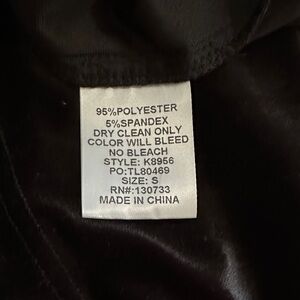 95%POLYESTER
5%SPANDEX
DRY CLEAN ONLY
COLOR WILL BLEED
NO BLEACH
STYLE: K8956
PO:TL80469
SIZE: S
RN#:130733
MADE IN CHINA